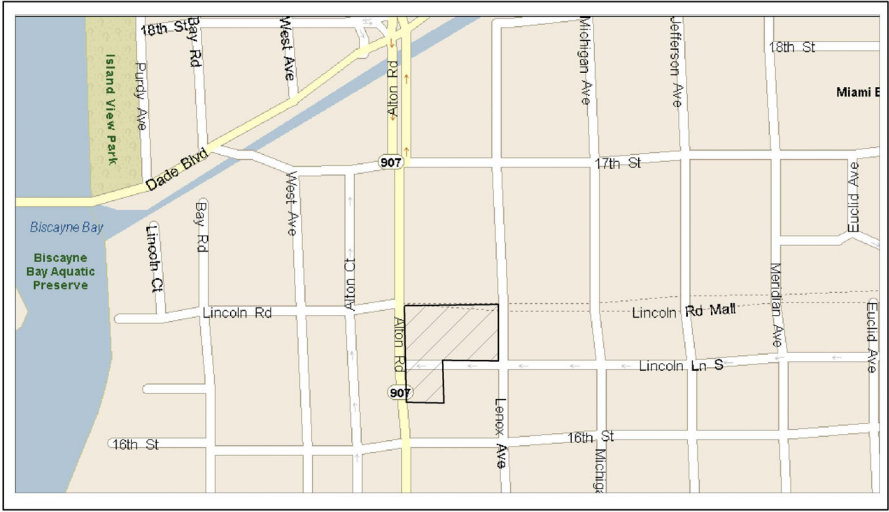 18th St
Bay Rd
West Ave
Michigan Ave
Jefferson Ave
18th St
Island View Park
Purdy Ave
Alton Rd
Miami B
Dade Blvd
907
17th St
Euclid Ave
West Ave
Bay Rd
Biscayne Bay
Lincoln Ct
Biscayne
Bay Aquatic
Preserve
Alton Ct
Meridian Ave
Lincoln Rd
Lincoln Rd Mall
Alton Rd
Euclid Ave
Lincoln Ln S
907
Lenox Ave
16th St
16th St
Michiga